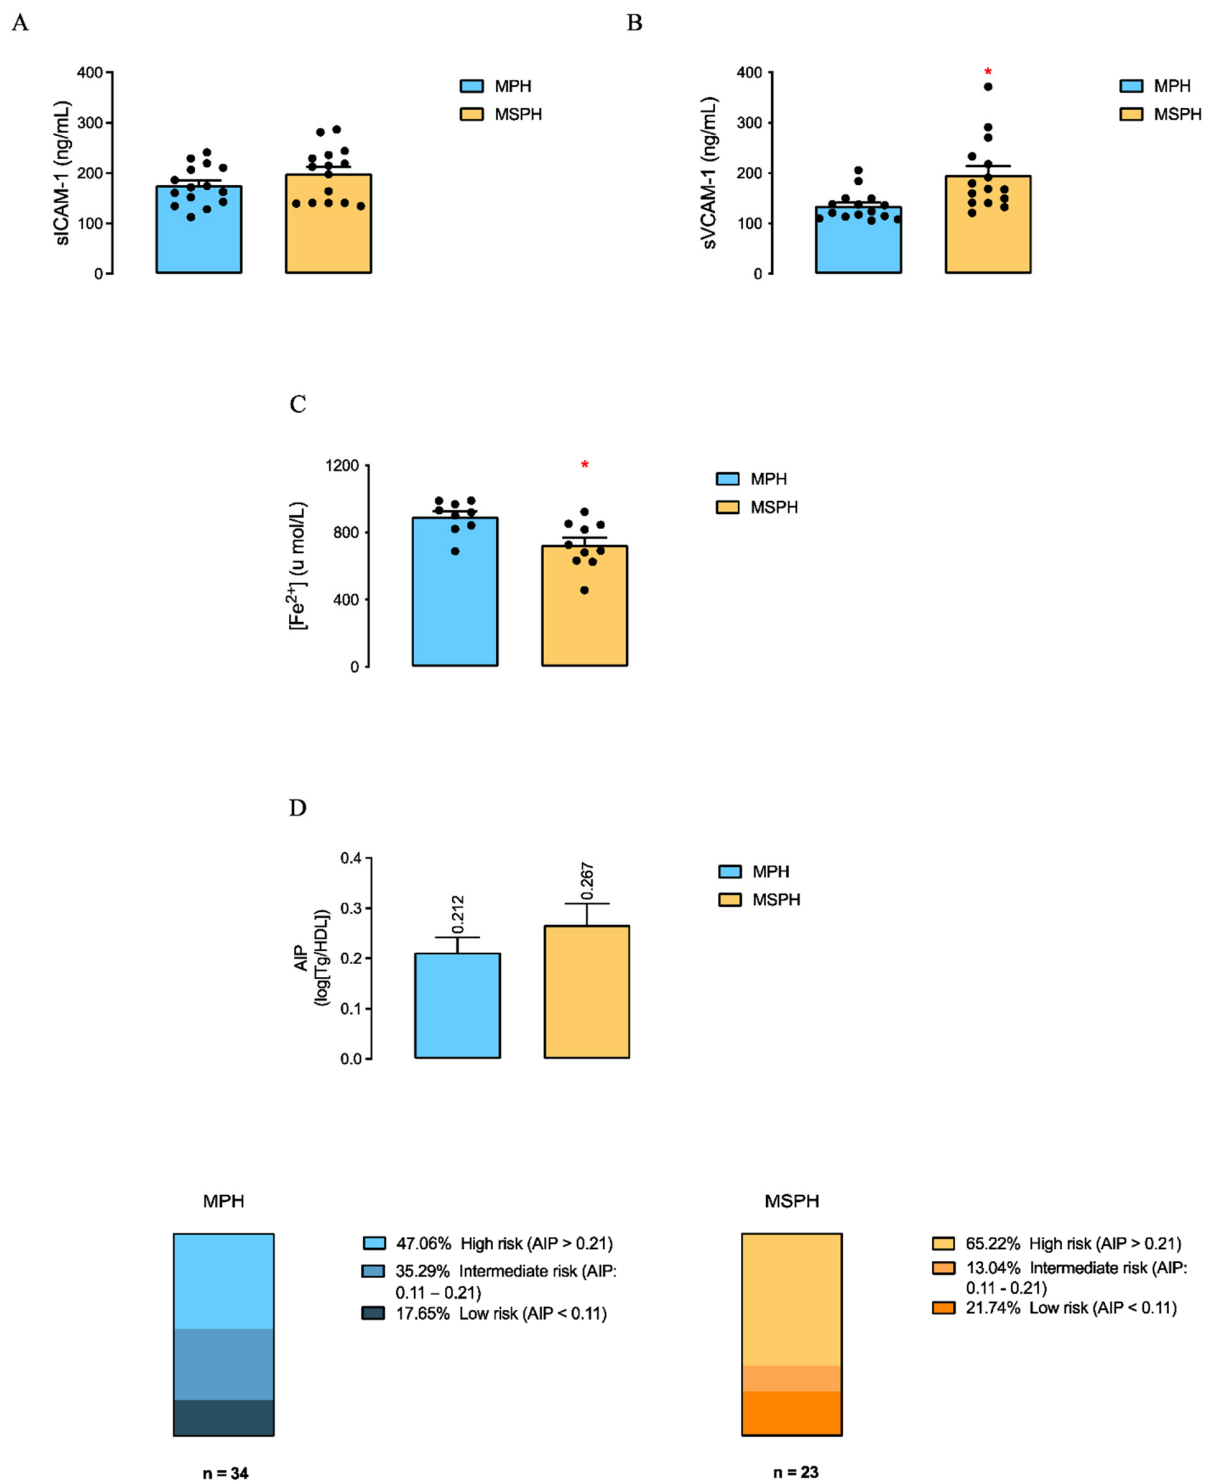 A
B
400
300
200
100
0
sICAM-1 (ng/mL)
MPH
MSPH
*
400
300
200
100
0
sVCAM-1 (ng/mL)
MPH
MSPH
C
*
1200
800
400
0
[Fe2+] (u mol/L)
MPH
MSPH
D
0.4
0.3
0.2
0.1
0.0
AIP
(log[Tg/HDL])
0.212
0.267
MPH
MSPH
MPH
47.06% High risk (AIP > 0.21)
35.29% Intermediate risk (AIP:
0.11 – 0.21)
17.65% Low risk (AIP < 0.11)
n = 34
MSPH
65.22% High risk (AIP > 0.21)
13.04% Intermediate risk (AIP:
0.11 - 0.21)
21.74% Low risk (AIP < 0.11)
n = 23